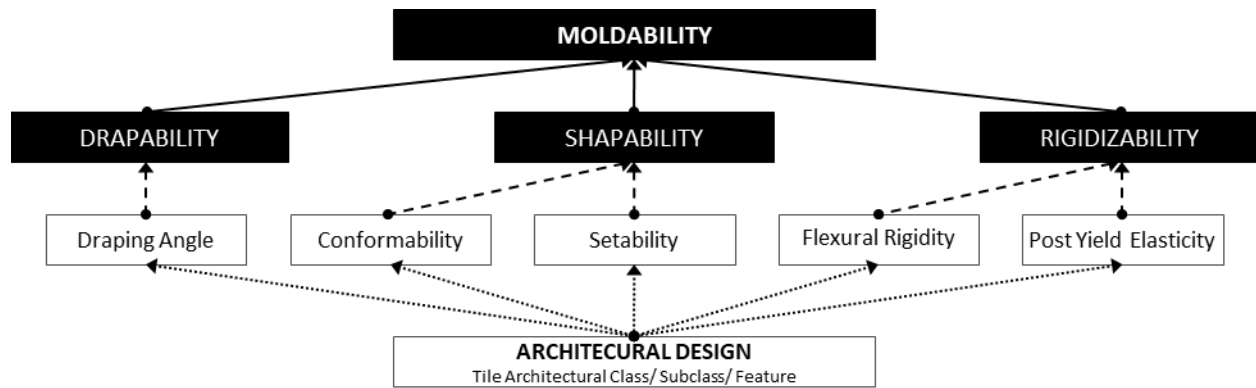 MOLDABILITY
DRAPABILITY
SHAPABILITY
RIGIDIZABILITY
Draping Angle
Conformability
Setability
Flexural Rigidity
Post Yield Elasticity
ARCHITECURAL DESIGN
Tile Architectural Class/ Subclass/ Feature